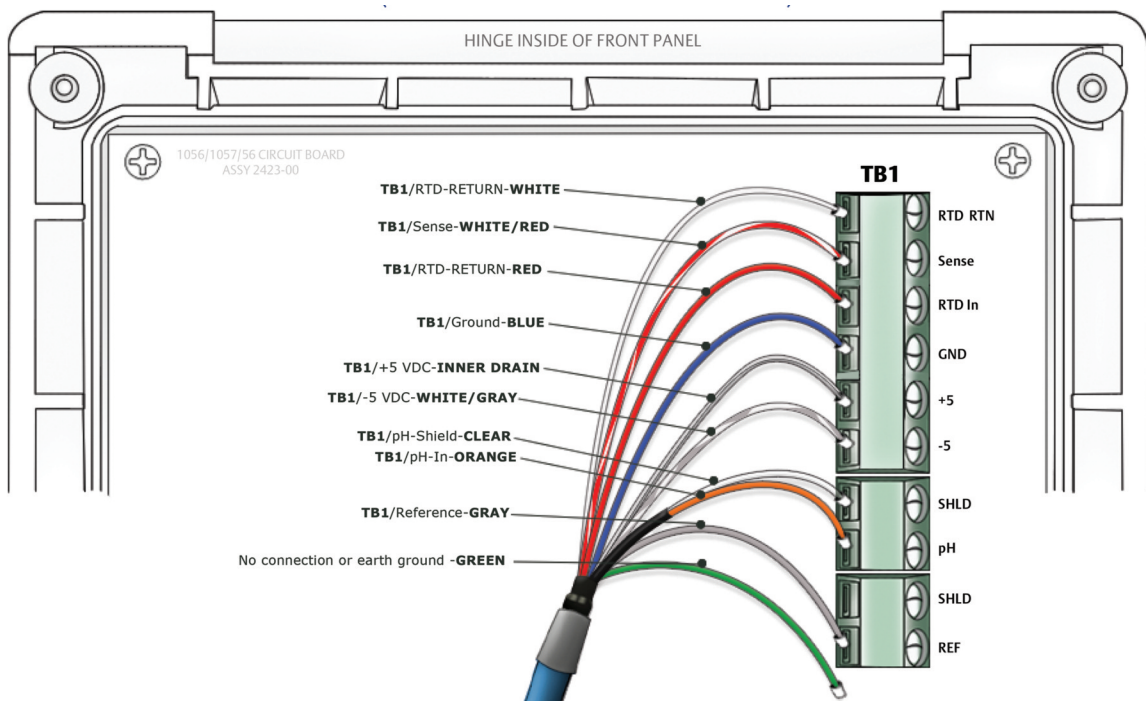 HINGE INSIDE OF FRONT PANEL
1056/1057/56 CIRCUIT BOARD
ASSY 2423-00
TB1
TB1/RTD-RETURN-WHITE
TB1/Sense-WHITE/RED
TB1/RTD-RETURN-RED
TB1/Ground-BLUE
TB1/+5 VDC-INNER DRAIN
TB1/-5 VDC-WHITE/GRAY
TB1/pH-Shield-CLEAR
TB1/pH-In-ORANGE
TB1/Reference-GRAY
No connection or earth ground -GREEN
RTD RTN
Sense
RTD In
GND
+5
-5
SHLD
pH
SHLD
REF